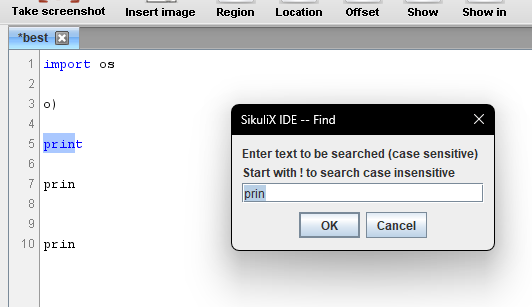 Take screenshot Insert image Region Location Offset Show Show in
*best
1 import os
2
3 o)
4
5 print
6
7 prin
8
9
10 prin
SikuliX IDE -- Find
Enter text to be searched (case sensitive)
Start with ! to search case insensitive
prin
OK Cancel